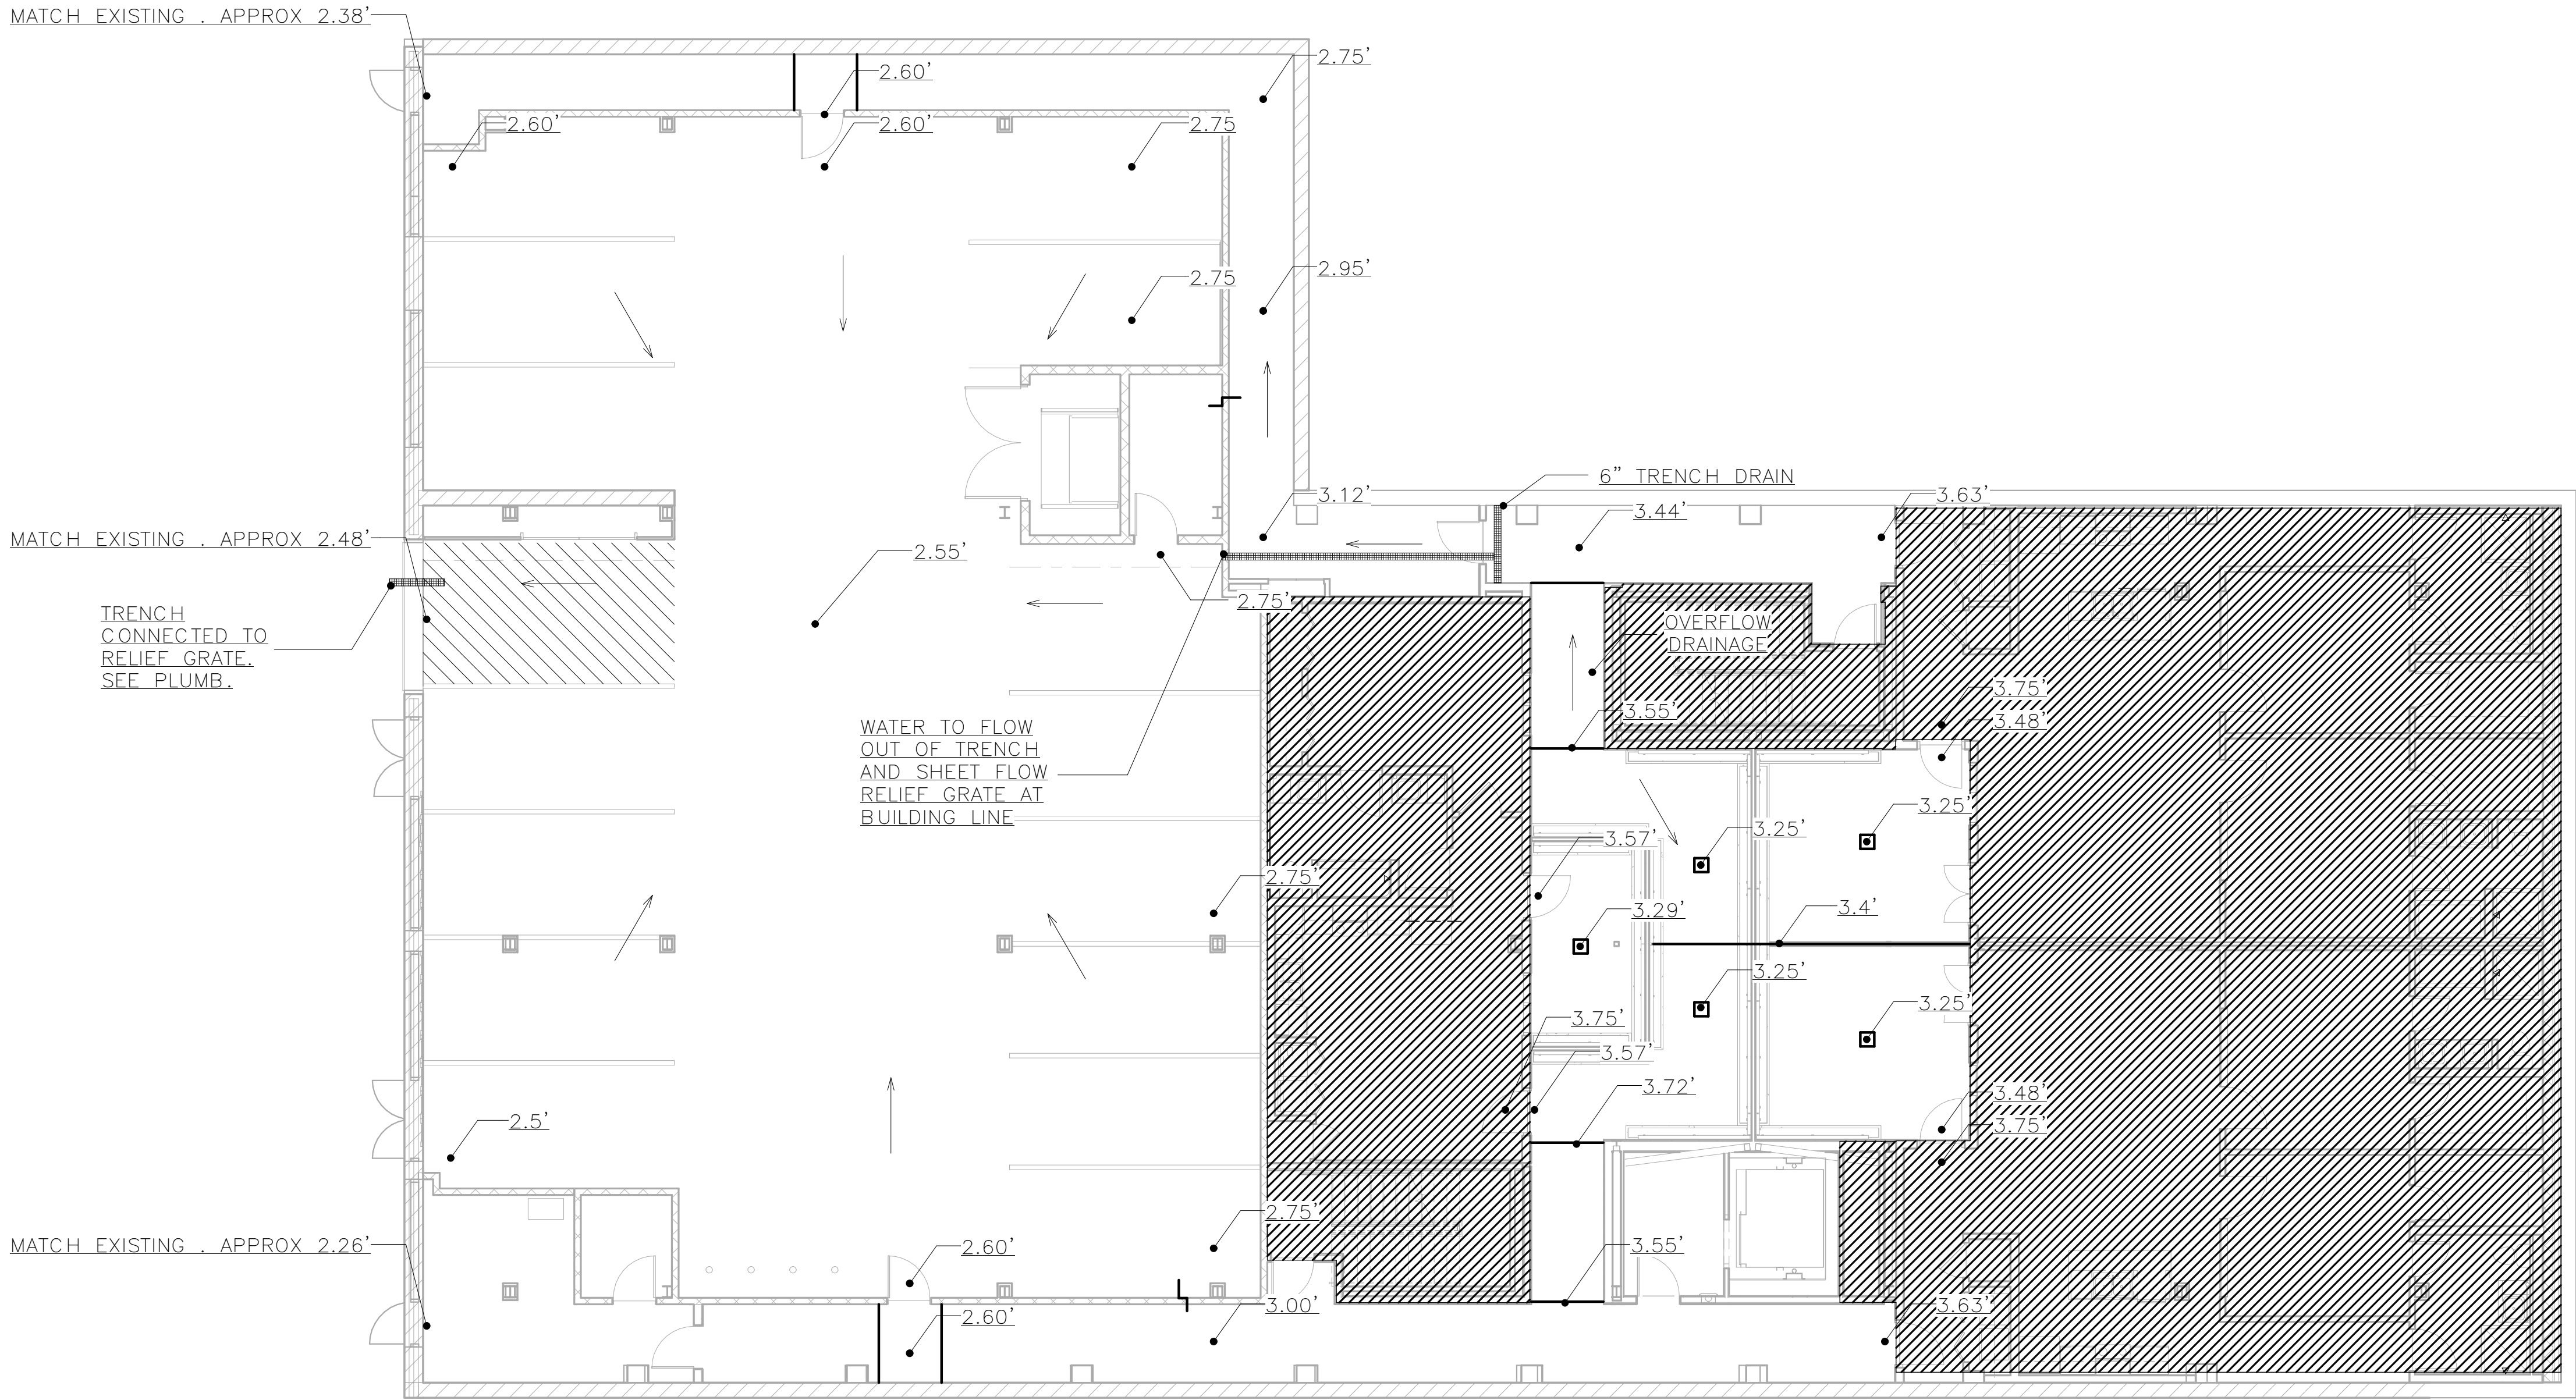 MATCH EXISTING . APPROX 2.38'
2.60'
2.75'
2.60'
2.60'
2.75
2.75
2.95'
6" TRENCH DRAIN
3.12'
3.63'
3.44'
MATCH EXISTING . APPROX 2.48'
2.55'
2.75'
TRENCH
CONNECTED TO
RELIEF GRATE.
SEE PLUMB.
OVERFLOW
DRAINAGE
3.75'
3.55'
3.48'
WATER TO FLOW
OUT OF TRENCH
AND SHEET FLOW
RELIEF GRATE AT
BUILDING LINE
3.25'
3.25'
3.57'
2.75'
3.29'
3.4'
3.25'
3.25'
3.75'
3.57'
3.72'
3.48'
3.75'
2.5'
2.75'
MATCH EXISTING . APPROX 2.26'
2.60'
3.55'
3.00'
3.63'
2.60'